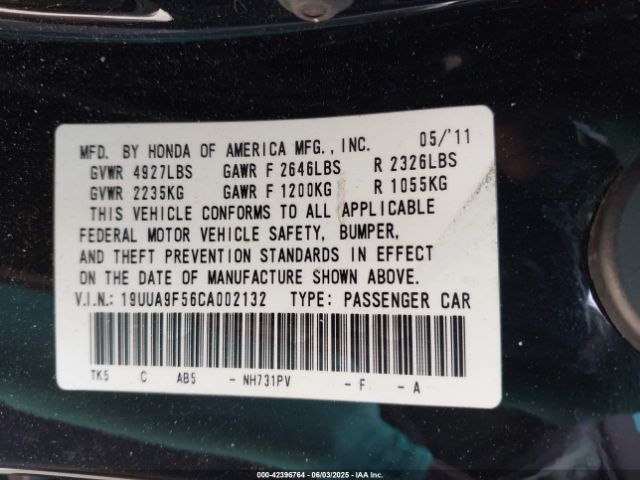 MFD. BY HONDA OF AMERICA MFG., INC. 05/'11
GVWR 4927LBS GAWR F 2646LBS R 2326LBS
GVWR 2235KG GAWR F 1200KG R 1055KG
THIS VEHICLE CONFORMS TO ALL APPLICABLE
FEDERAL MOTOR VEHICLE SAFETY, BUMPER,
AND THEFT PREVENTION STANDARDS IN EFFECT
ON THE DATE OF MANUFACTURE SHOWN ABOVE.
V.I.N.: 19UUA9F56CA002132 TYPE: PASSENGER CAR
TK5 C AB5 - NH731PV - F - A
000-42396764 - 06/03/2025 - IAA Inc.